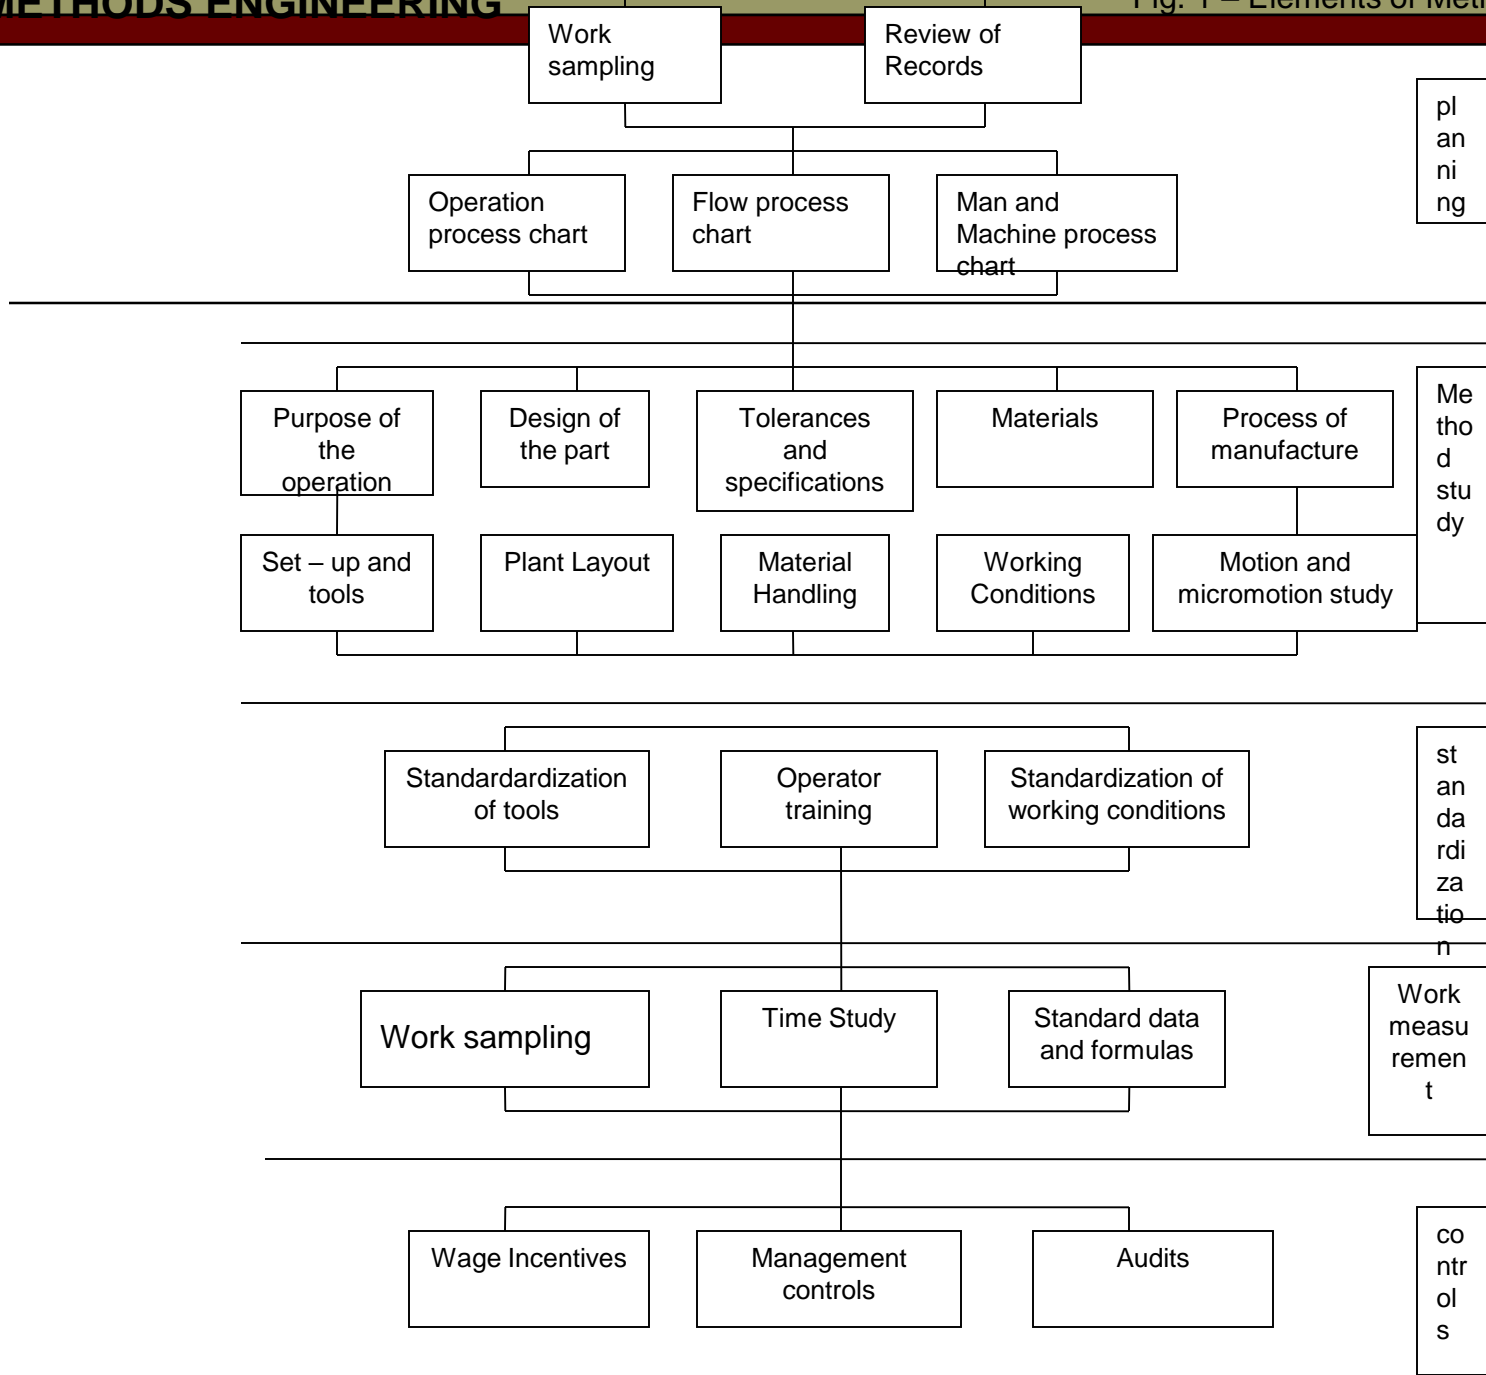 METHODS ENGINEERING
Fig. 1 – Elements of
Work
sampling
Review of
Records
pl
an
ni
ng
Operation
process chart
Flow process
chart
Man and
Machine process
chart
Purpose of
the
operation
Design of
the part
Tolerances
and
specifications
Materials
Process of
manufacture
Me
tho
d
stu
dy
Set – up and
tools
Plant Layout
Material
Handling
Working
Conditions
Motion and
micromotion study
Standardardization
of tools
Operator
training
Standardization of
working conditions
st
an
da
rdi
za
tio
n
Work sampling
Time Study
Standard data
and formulas
Work
measu
remen
t
Wage Incentives
Management
controls
Audits
co
ntr
ol
s